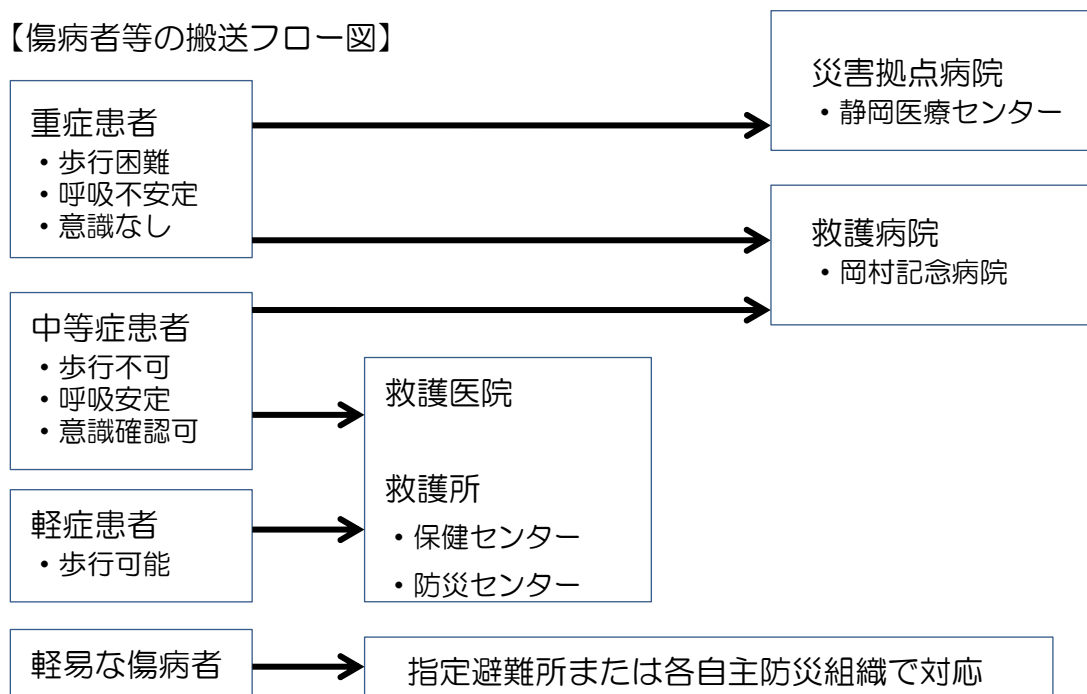 【傷病者等の搬送フロー図】
重症患者
・歩行困難
・呼吸不安定
・意識なし
災害拠点病院
・静岡医療センター
救護病院
・岡村記念病院
中等症患者
・歩行不可
・呼吸安定
・意識確認可
救護医院
救護所
・保健センター
・防災センター
軽症患者
・歩行可能
軽易な傷病者
指定避難所または各自主防災組織で対応